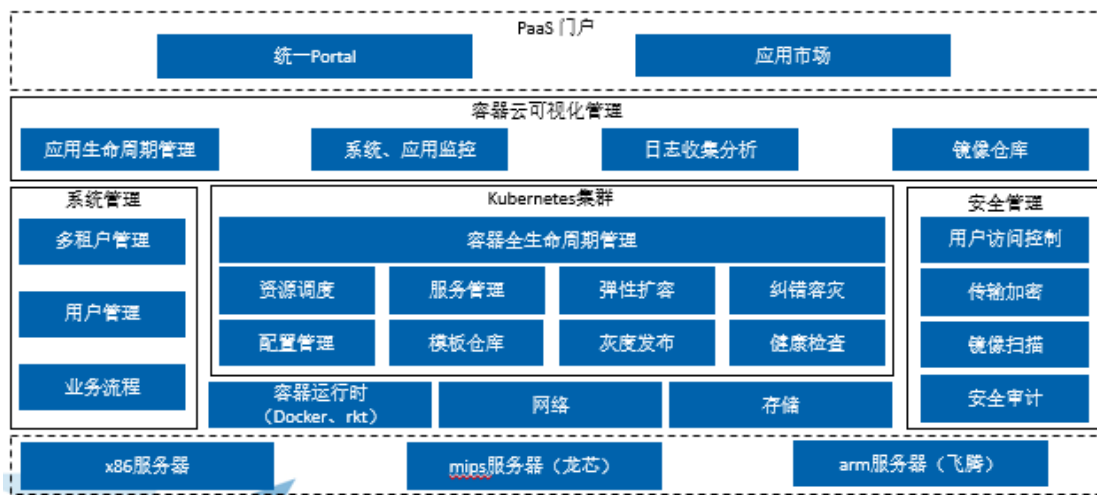 PaaS 门户
统一Portal
应用市场
容器云可视化管理
应用生命周期管理
系统、应用监控
日志收集分析
镜像仓库
系统管理
多租户管理
用户管理
业务流程
Kubernetes集群
容器全生命周期管理
资源调度
服务管理
弹性扩容
纠错容灾
配置管理
模板仓库
灰度发布
健康检查
容器运行时
（Docker、rkt）
网络
存储
安全管理
用户访问控制
传输加密
镜像扫描
安全审计
x86服务器
mips服务器（龙芯）
arm服务器（飞腾）